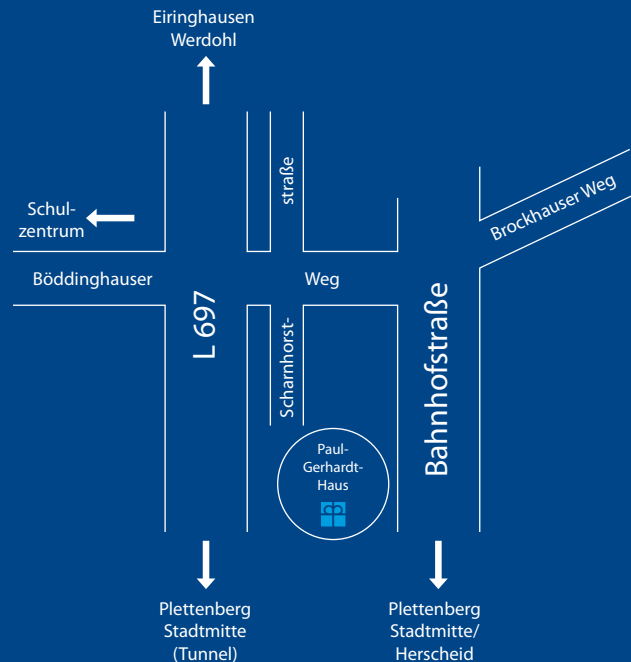 Eiringhausen
Werdohl
straße
Schul-
zentrum
Brockhauser Weg
Böddinghauser
Weg
L 697
Scharnhorst-
Bahnhofstraße
Paul-
Gerhardt-
Haus
Plettenberg
Stadtmitte
(Tunnel)
Plettenberg
Stadtmitte/
Herscheid